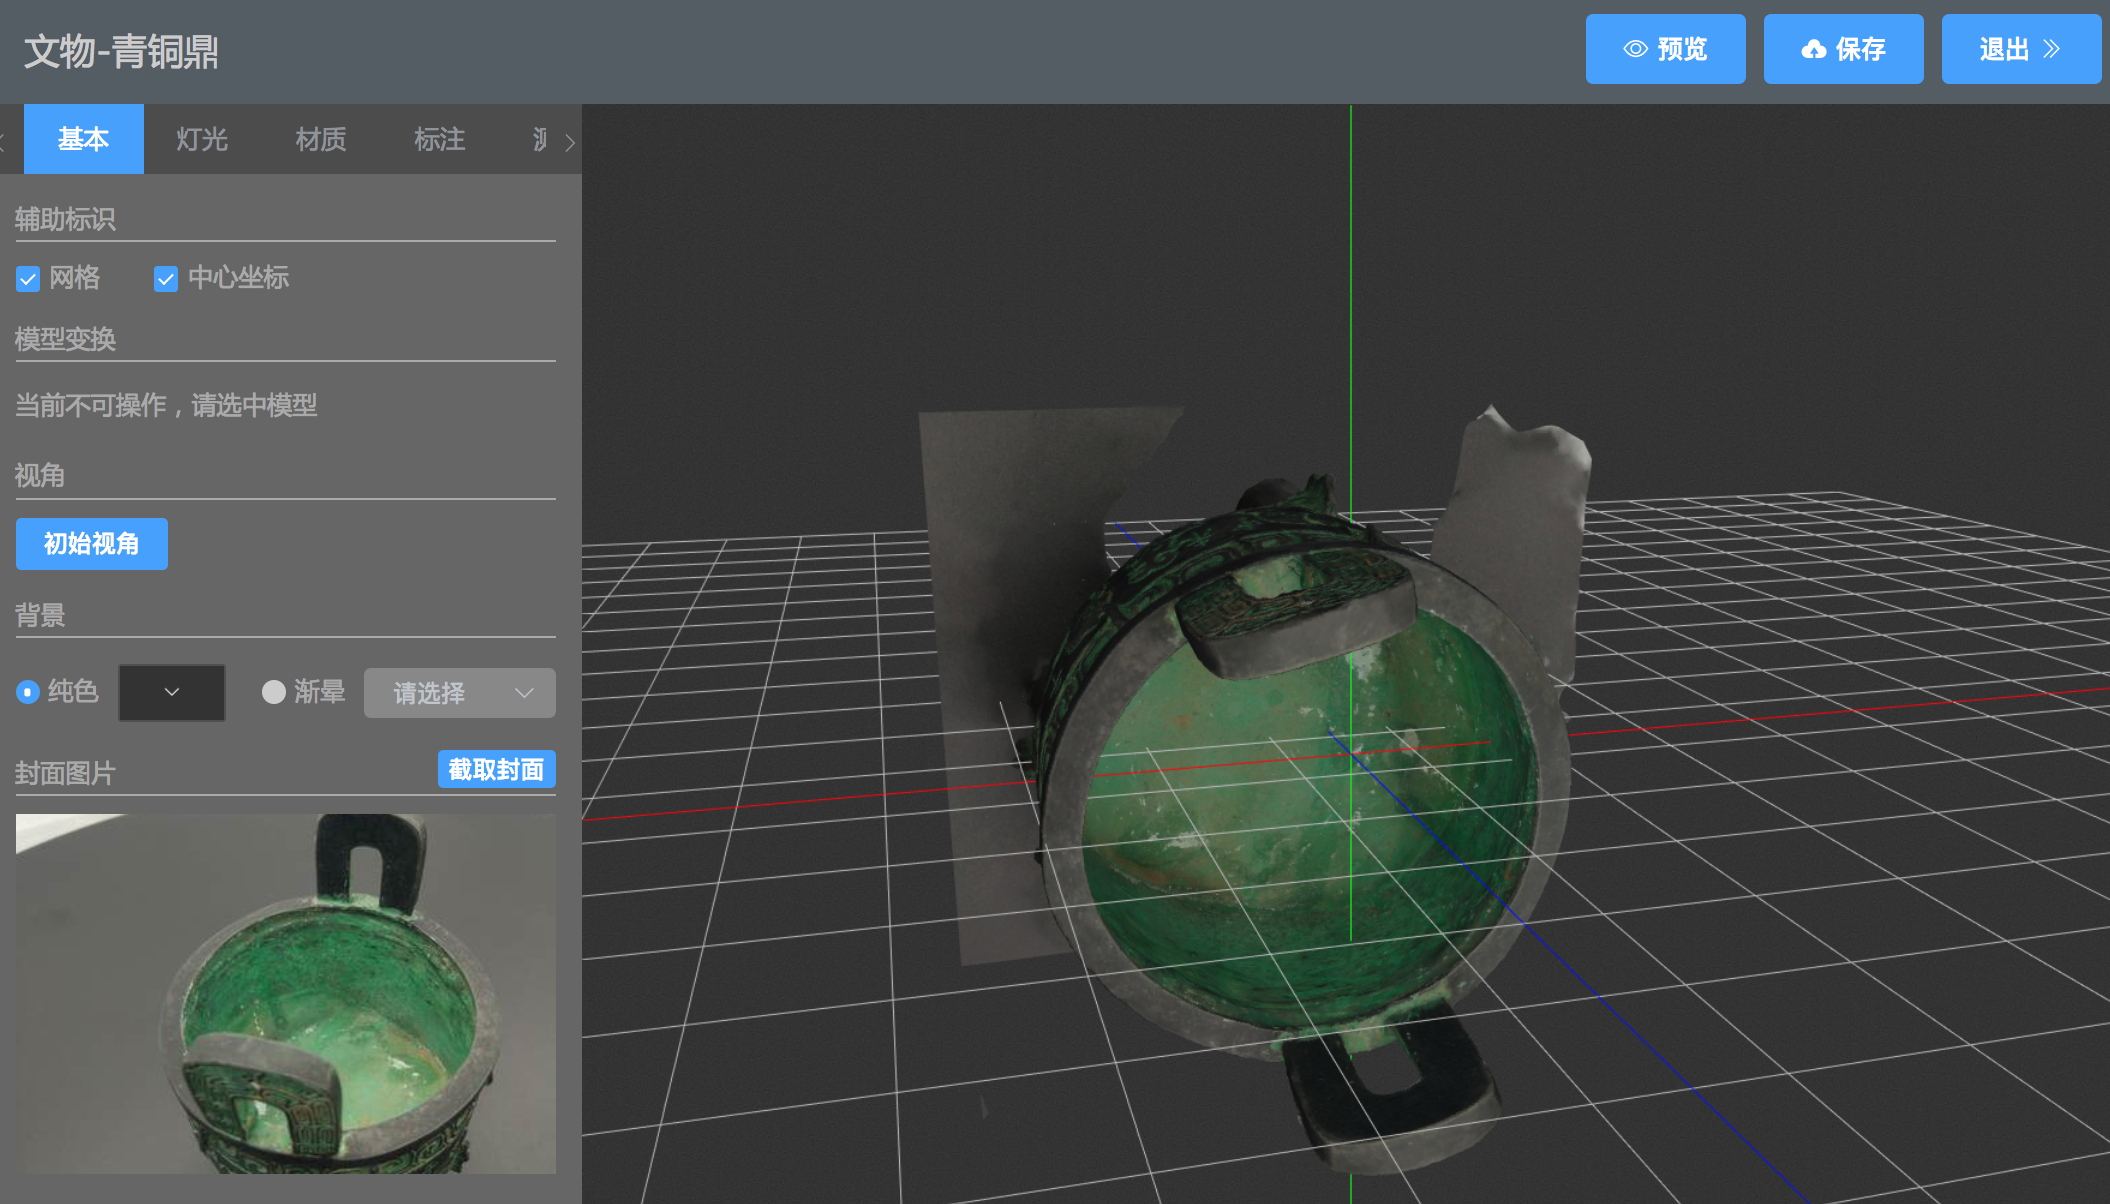 文物-青铜鼎
预览
保存
退出
基本
灯光
材质
标注
辅助标识
网格
中心坐标
模型变换
当前不可操作，请选中模型
视角
初始视角
背景
纯色
渐晕
请选择
封面图片
截取封面